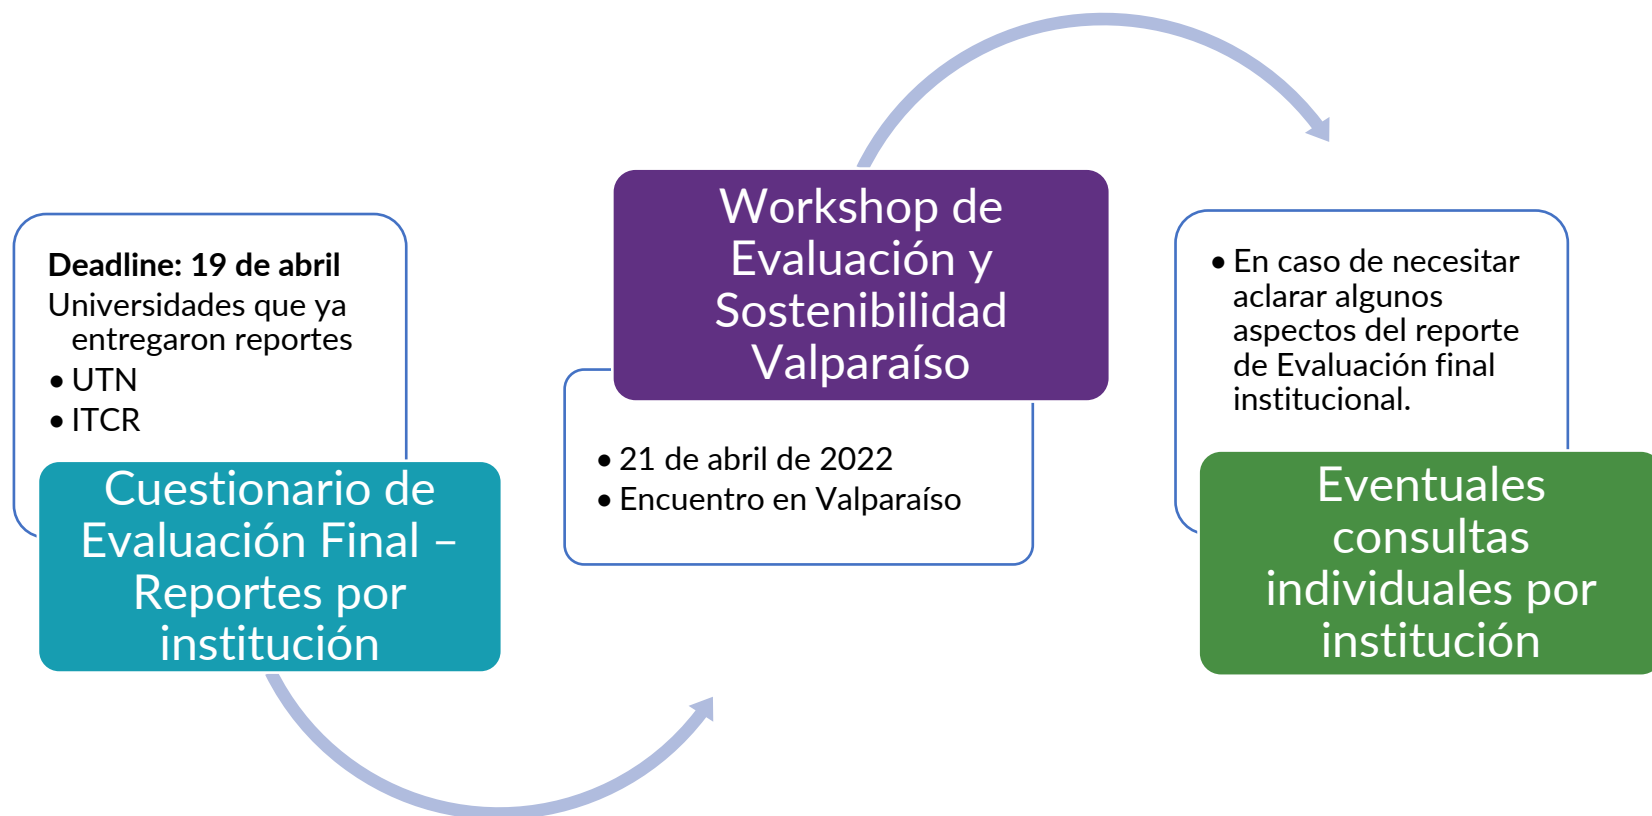 Deadline: 19 de abril
Universidades que ya
entregaron reportes
• UTN
• ITCR
Cuestionario de
Evaluación Final –
Reportes por
institución
Workshop de
Evaluación y
Sostenibilidad
Valparaíso
• 21 de abril de 2022
• Encuentro en Valparaíso
• En caso de necesitar
aclarar algunos
aspectos del reporte
de Evaluación final
institucional.
Eventuales
consultas
individuales por
institución